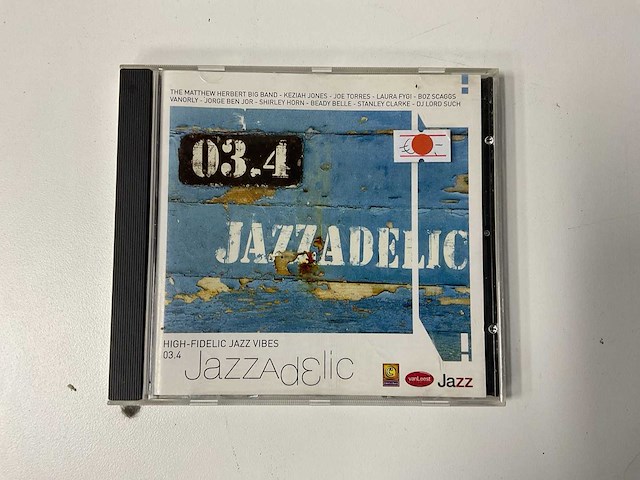 THE MATTHEW HERBERT BIG BAND - KEZIAH JONES - JOE TORRES - LAURA FYGI - BOZ SCAGGS
VANORLY - JORGE BEN JOR - SHIRLEY HORN - BEADY BELLE - STANLEY CLARKE - DJ LORD SUCH
03.4
JAZZADELIC
HIGH-FIDELIC JAZZ VIBES
03.4
Jazzadelic
vanLeest
Jazz